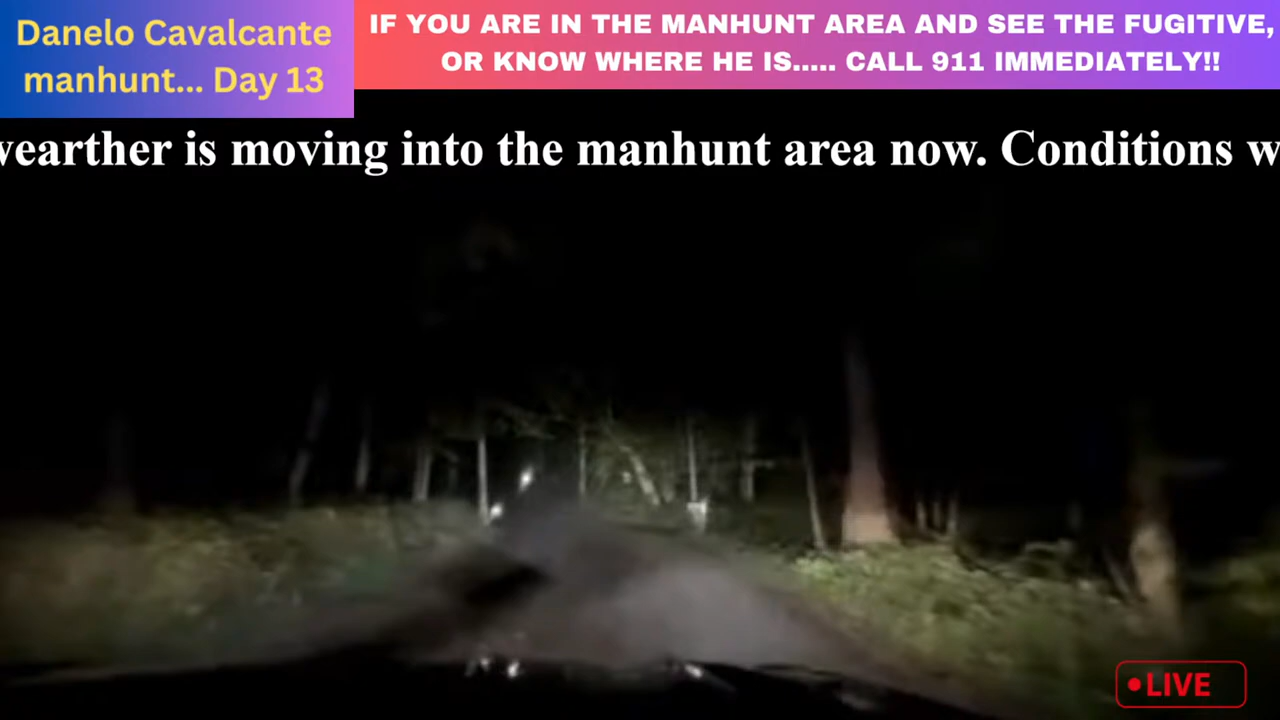 Danelo Cavalcante
manhunt... Day 13
IF YOU ARE IN THE MANHUNT AREA AND SEE THE FUGITIVE,
OR KNOW WHERE HE IS..... CALL 911 IMMEDIATELY!!
wearther is moving into the manhunt area now. Conditions w
LIVE